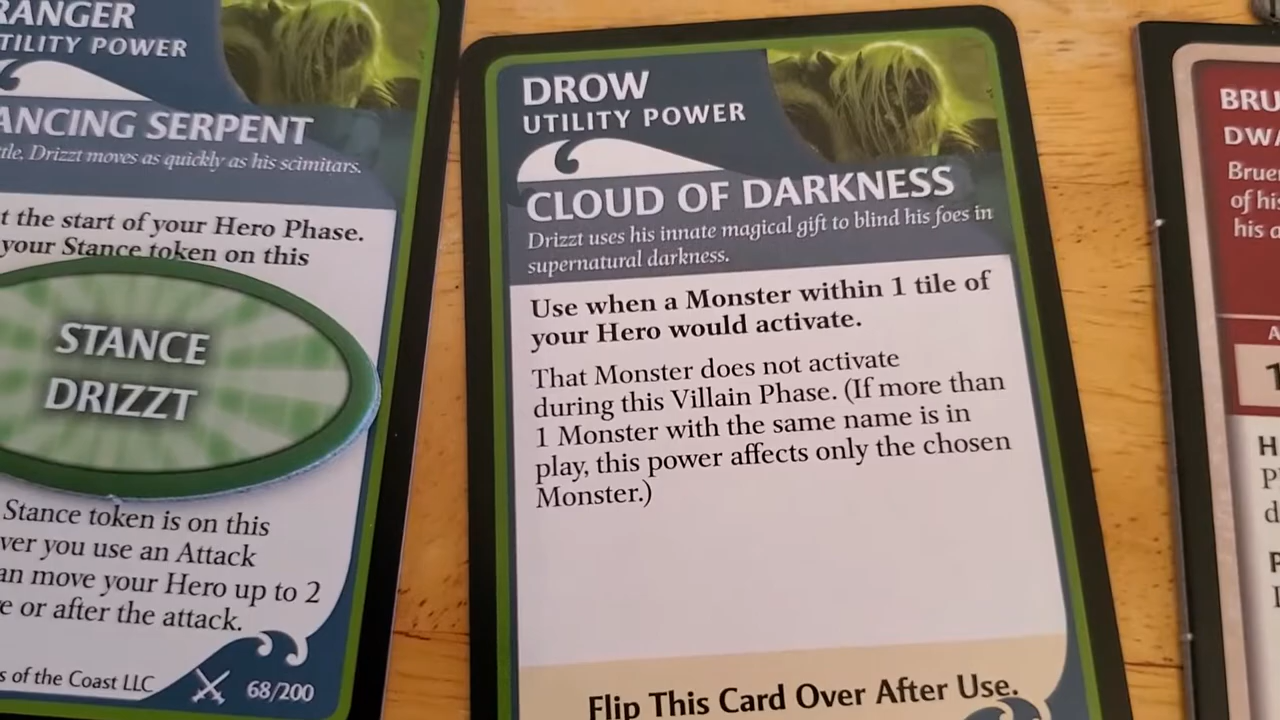 RANGER
UTILITY POWER
DANCING SERPENT
Drizzt moves as quickly as his scimitars.
the start of your Hero Phase.
your Stance token on this
STANCE
DRIZZT
Stance token is on this
you use an Attack
move your Hero up to 2
or after the attack.
of the Coast LLC
68/200
DROW
UTILITY POWER
CLOUD OF DARKNESS
Drizzt uses his innate magical gift to blind his foes in
supernatural darkness.
Use when a Monster within 1 tile of
your Hero would activate.
That Monster does not activate
during this Villain Phase. (If more than
1 Monster with the same name is in
play, this power affects only the chosen
Monster.)
Flip This Card Over After Use.
BRU
DWA
Brue
of his
his a